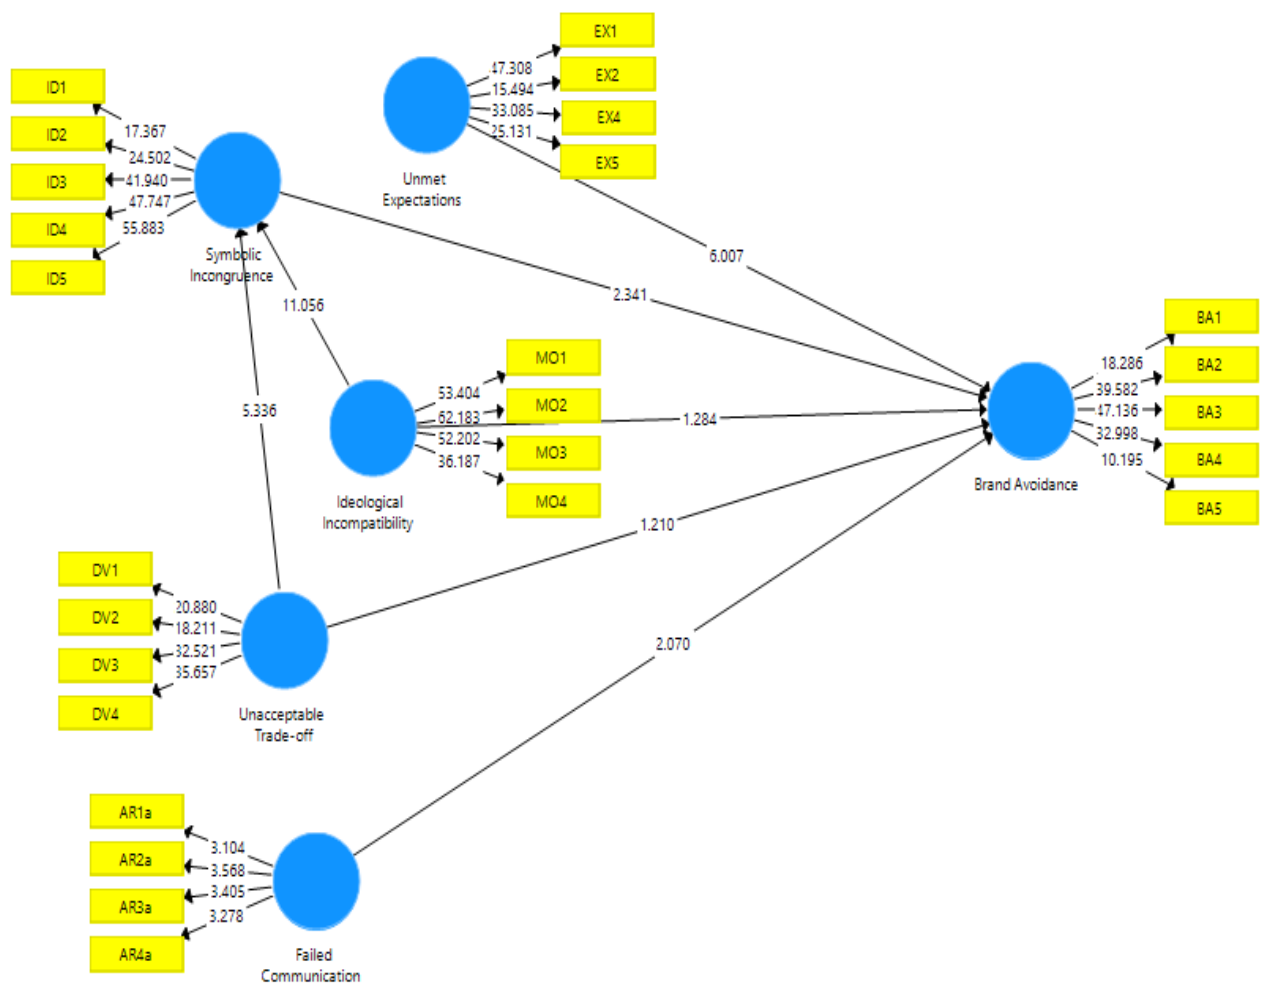 EX1
EX2
EX4
EX5
47.308
15.494
33.085
25.131
Unmet
Expectations
ID1
ID2
ID3
ID4
ID5
17.367
24.502
41.940
47.747
55.883
Symbolic
Incongruence
6.007
2.341
11.056
5.336
MO1
MO2
MO3
MO4
53.404
62.183
52.202
36.187
Ideological
Incompatibility
1.284
1.210
2.070
BA1
BA2
BA3
BA4
BA5
18.286
39.582
47.136
32.998
10.195
Brand Avoidance
DV1
DV2
DV3
DV4
20.880
18.211
32.521
35.657
Unacceptable
Trade-off
AR1a
AR2a
AR3a
AR4a
3.104
3.568
3.405
3.278
Failed
Communication